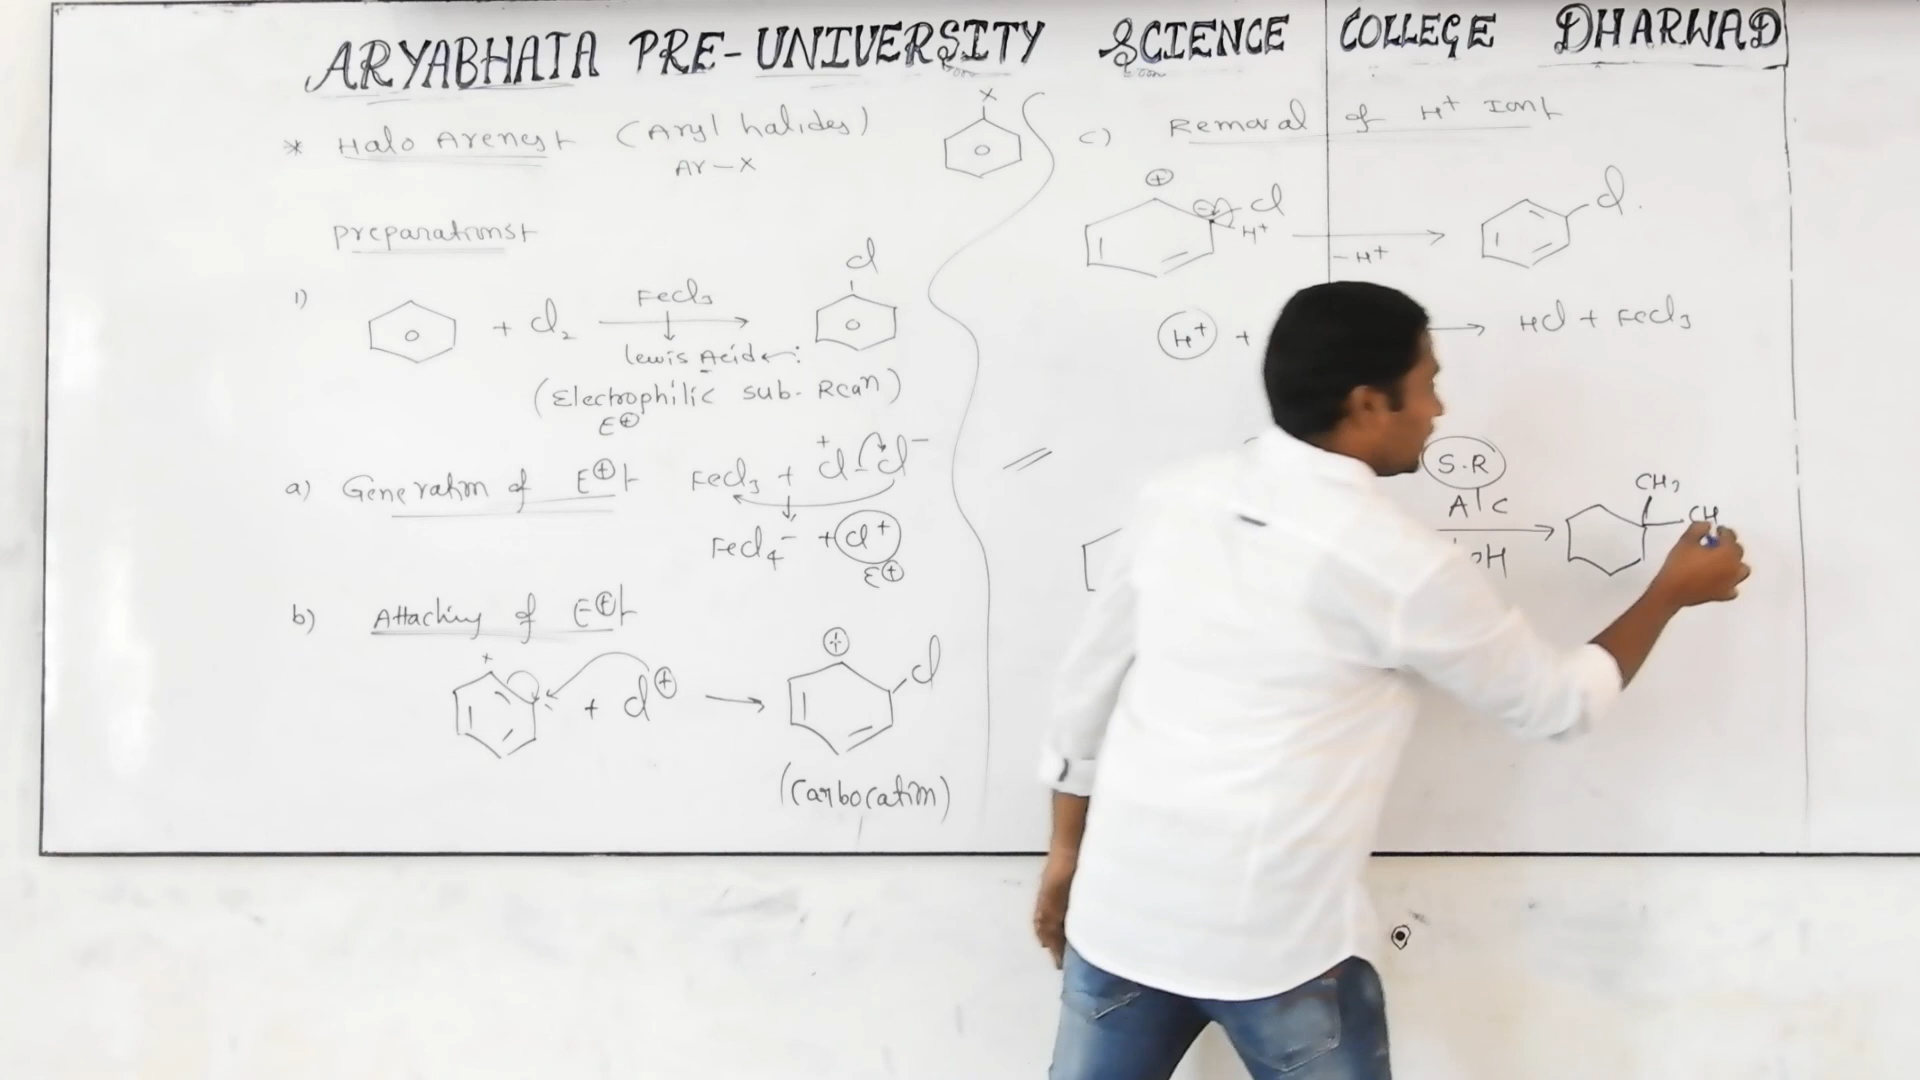 ARYABHATA PRE-UNIVERSITY SCIENCE COLLEGE DHARWAD
* Halo Arenes (Aryl halides)
Ar-X
X
preparations
1) + Cl2 FeCl3 Cl
Lewis Acid
(Electrophilic sub. Rean)
E⊕
a) Generation of E⊕ FeCl3 + Cl-Cl
+ −
FeCl4− + Cl+
E⊕
b) Attaching of E⊕
+ Cl⊕ ⊕ Cl
(Carbocation)
c) Removal of H+ Ion
⊕ Cl H+ -H+ Cl
H+ + HCl + FeCl3
S.R
A|C
CH3
CH